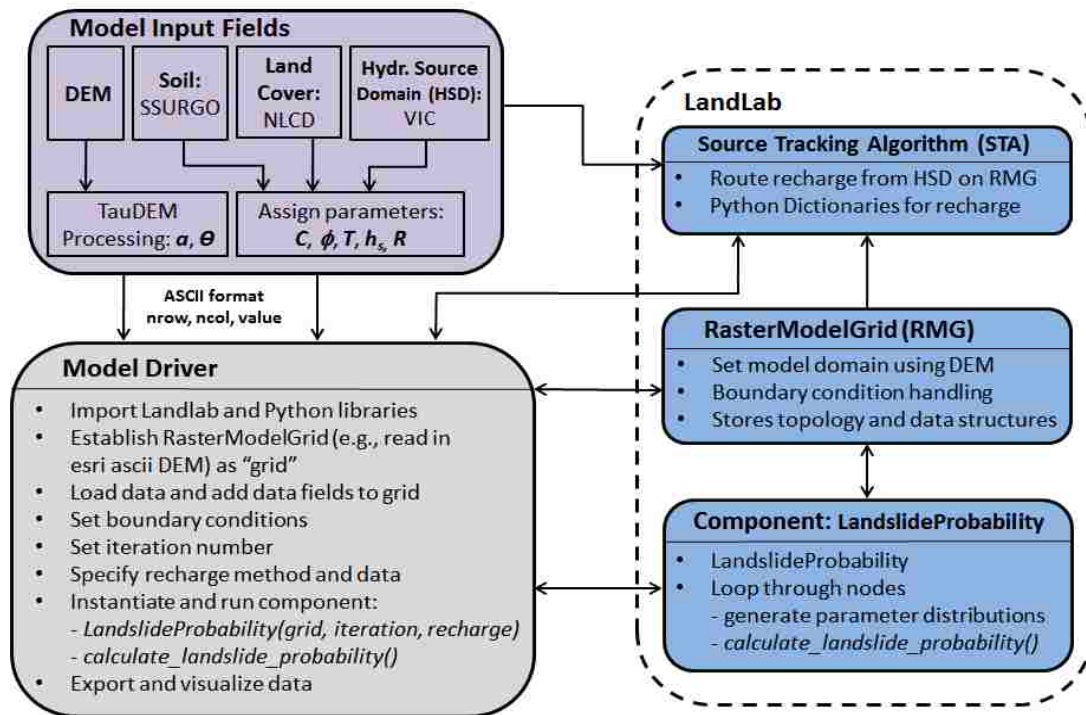 Model Input Fields
DEM
Soil:
SSURGO
Land
Cover:
NLCD
Hydr. Source
Domain (HSD):
VIC
TauDEM
Processing: a, ϴ
Assign parameters:
C, ϕ, T, hs, R
ASCII format
nrow, ncol, value
Model Driver
• Import Landlab and Python libraries
• Establish RasterModelGrid (e.g., read in
esri ascii DEM) as “grid”
• Load data and add data fields to grid
• Set boundary conditions
• Set iteration number
• Specify recharge method and data
• Instantiate and run component:
- LandslideProbability(grid, iteration, recharge)
- calculate_landslide_probability()
• Export and visualize data
LandLab
Source Tracking Algorithm (STA)
• Route recharge from HSD on RMG
• Python Dictionaries for recharge
RasterModelGrid (RMG)
• Set model domain using DEM
• Boundary condition handling
• Stores topology and data structures
Component: LandslideProbability
• LandslideProbability
• Loop through nodes
- generate parameter distributions
- calculate_landslide_probability()